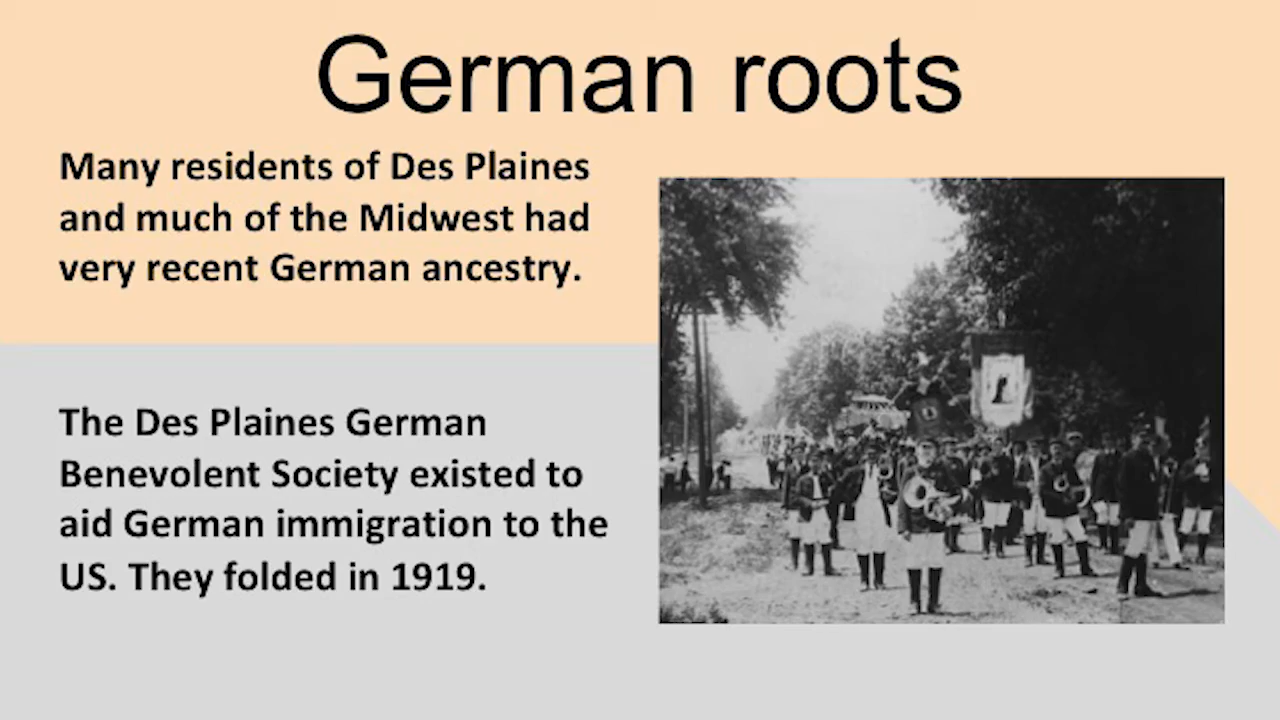 German roots
Many residents of Des Plaines
and much of the Midwest had
very recent German ancestry.
The Des Plaines German
Benevolent Society existed to
aid German immigration to the
US. They folded in 1919.